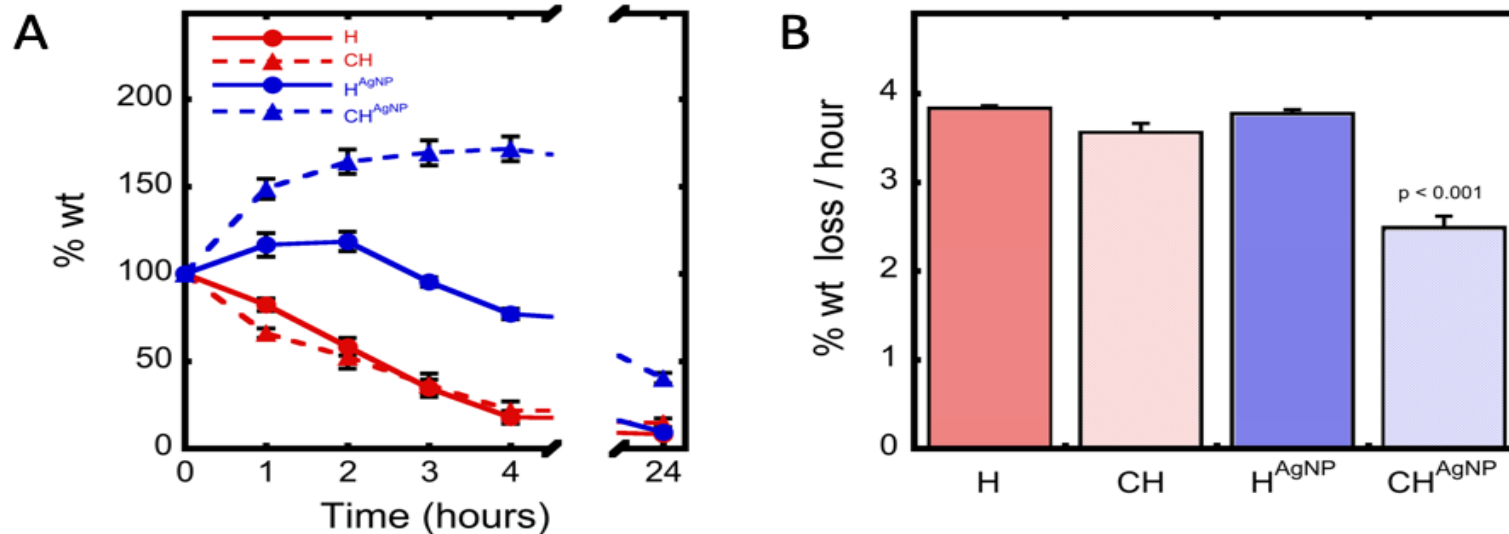 A
H
CH
H^AgNP
CH^AgNP
% wt
200
150
100
50
0
0 1 2 3 4 24
Time (hours)
B
% wt loss / hour
4
3
2
1
0
p < 0.001
H CH H^AgNP CH^AgNP